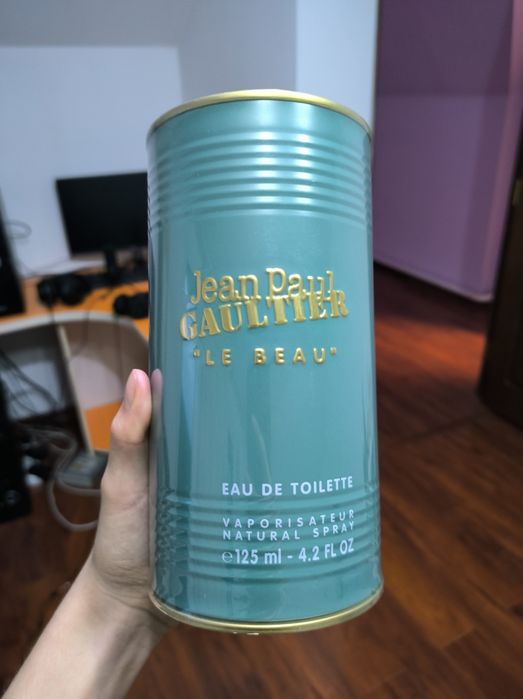 Jean Paul
GAULTIER
"LE BEAU"
EAU DE TOILETTE
VAPORISATEUR
NATURAL SPRAY
℮125 ml - 4.2 FL OZ